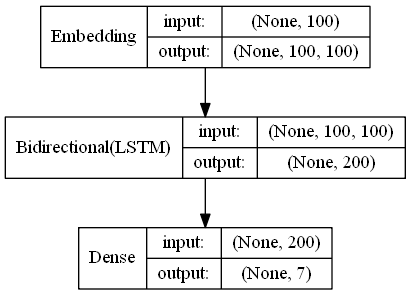 Embedding
input: (None, 100)
output: (None, 100, 100)
Bidirectional(LSTM)
input: (None, 100, 100)
output: (None, 200)
Dense
input: (None, 200)
output: (None, 7)